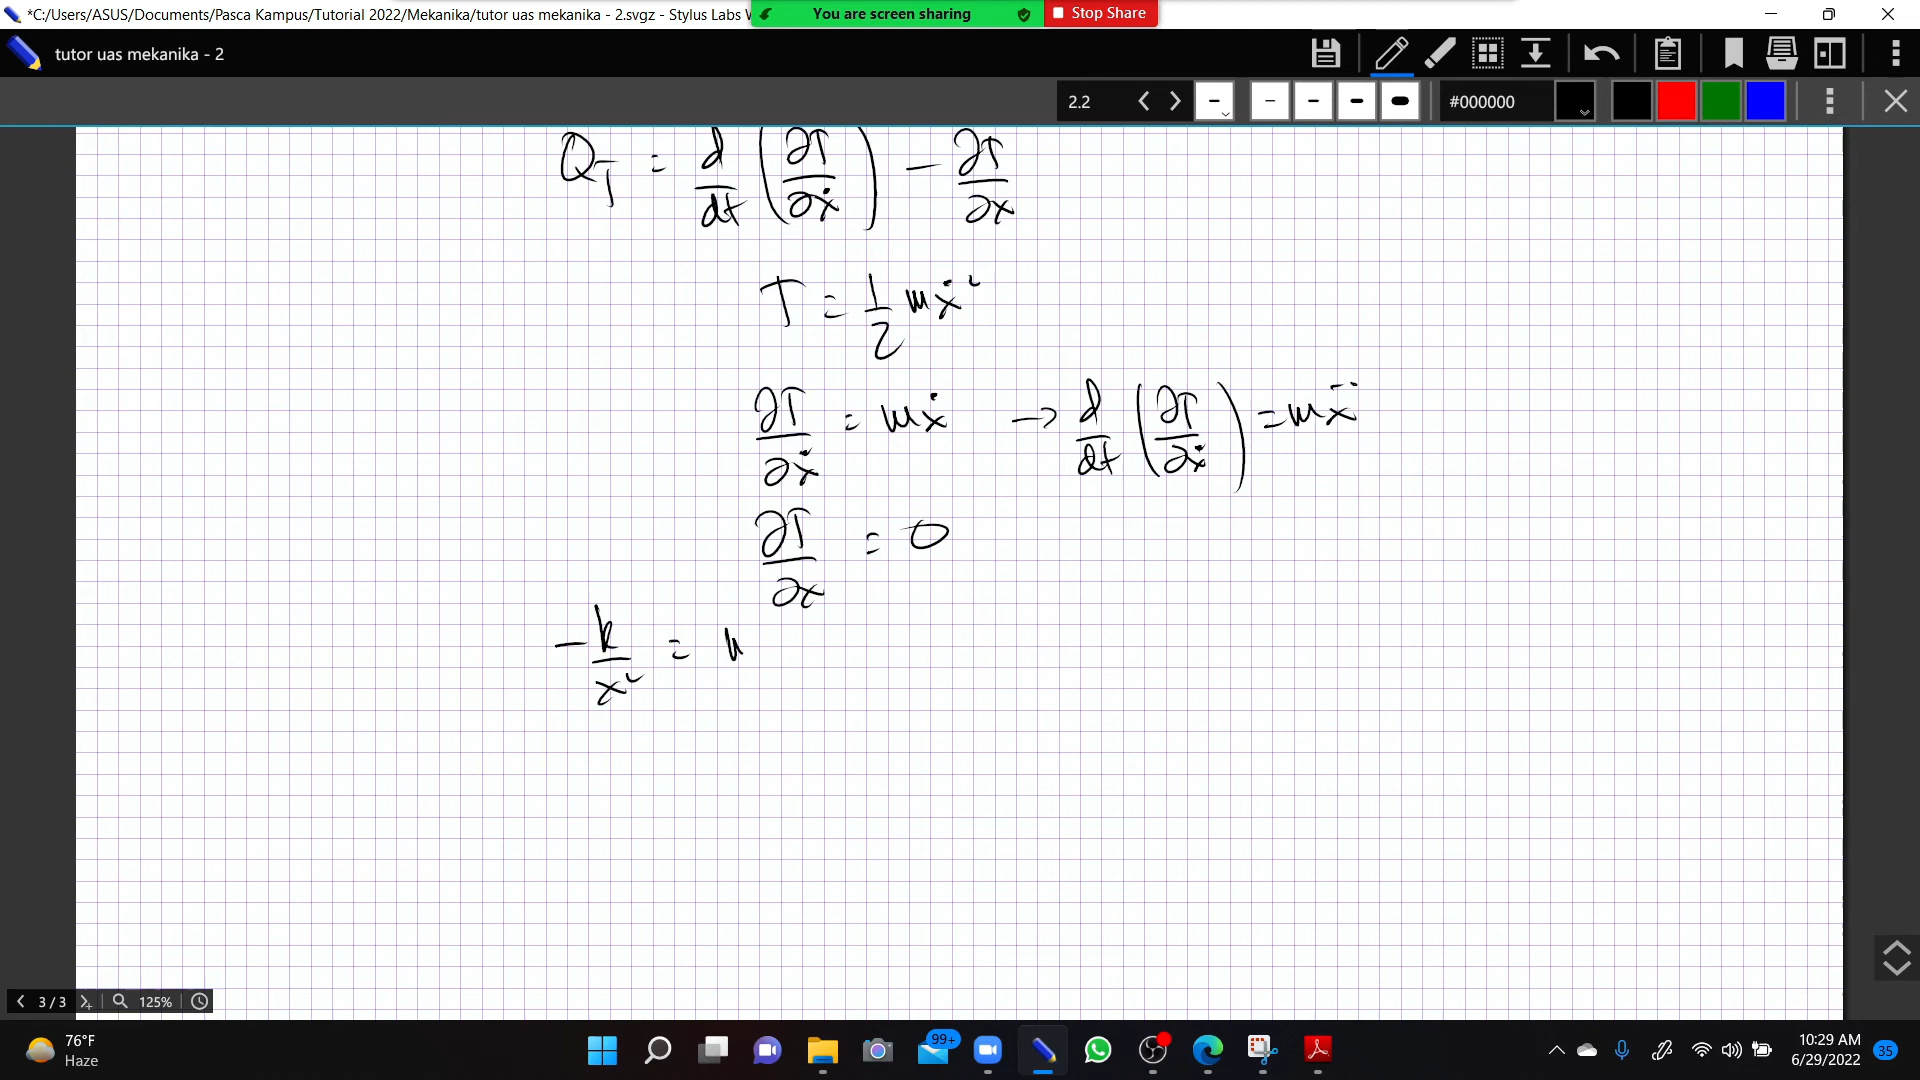 *C:/Users/ASUS/Documents/Pasca Kampus/Tutorial 2022/Mekanika/tutor uas mekanika - 2.svgz - Stylus Labs W
You are screen sharing
Stop Share
tutor uas mekanika - 2
2.2
#000000
Q_T = d/dt (∂T/∂ẋ) - ∂T/∂x
T = 1/2 mẋ²
∂T/∂ẋ = mẋ → d/dt (∂T/∂ẋ) = mẍ
∂T/∂x = 0
-k/x² =
3 / 3
125%
76°F
Haze
99+
10:29 AM
6/29/2022
35